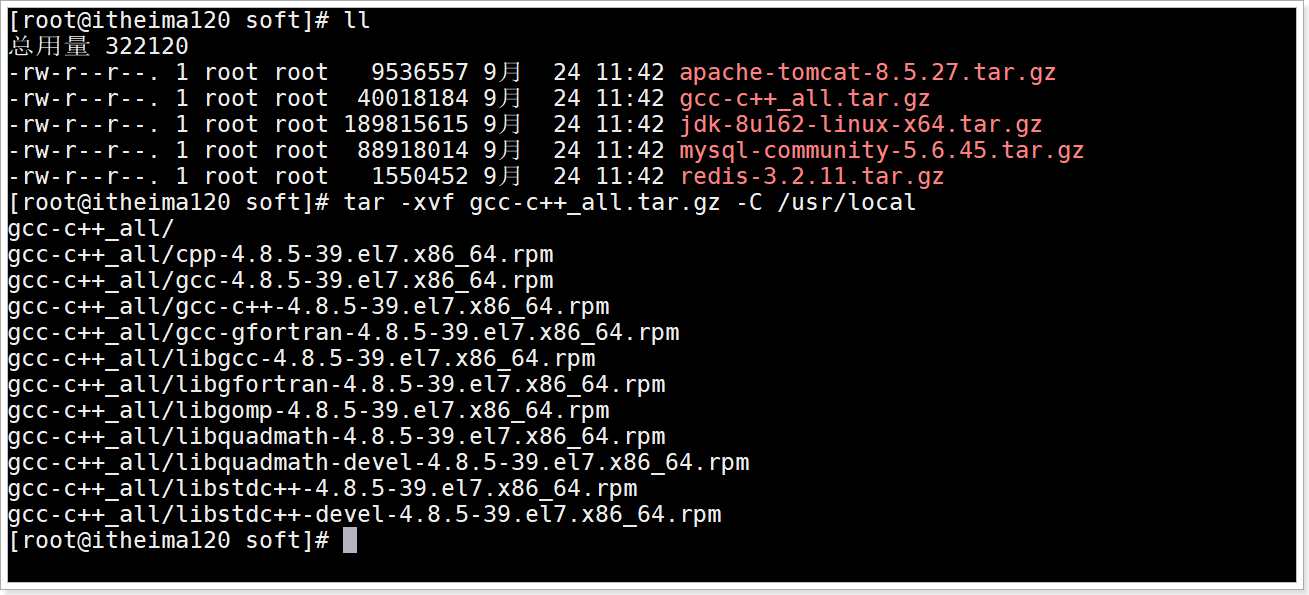 [root@itheima120 soft]# ll
总用量 322120
-rw-r--r--. 1 root root   9536557 9月  24 11:42 apache-tomcat-8.5.27.tar.gz
-rw-r--r--. 1 root root  40018184 9月  24 11:42 gcc-c++_all.tar.gz
-rw-r--r--. 1 root root 189815615 9月  24 11:42 jdk-8u162-linux-x64.tar.gz
-rw-r--r--. 1 root root  88918014 9月  24 11:42 mysql-community-5.6.45.tar.gz
-rw-r--r--. 1 root root   1550452 9月  24 11:42 redis-3.2.11.tar.gz
[root@itheima120 soft]# tar -xvf gcc-c++_all.tar.gz -C /usr/local
gcc-c++_all/
gcc-c++_all/cpp-4.8.5-39.el7.x86_64.rpm
gcc-c++_all/gcc-4.8.5-39.el7.x86_64.rpm
gcc-c++_all/gcc-c++-4.8.5-39.el7.x86_64.rpm
gcc-c++_all/gcc-gfortran-4.8.5-39.el7.x86_64.rpm
gcc-c++_all/libgcc-4.8.5-39.el7.x86_64.rpm
gcc-c++_all/libgfortran-4.8.5-39.el7.x86_64.rpm
gcc-c++_all/libgomp-4.8.5-39.el7.x86_64.rpm
gcc-c++_all/libquadmath-4.8.5-39.el7.x86_64.rpm
gcc-c++_all/libquadmath-devel-4.8.5-39.el7.x86_64.rpm
gcc-c++_all/libstdc++-4.8.5-39.el7.x86_64.rpm
gcc-c++_all/libstdc++-devel-4.8.5-39.el7.x86_64.rpm
[root@itheima120 soft]#